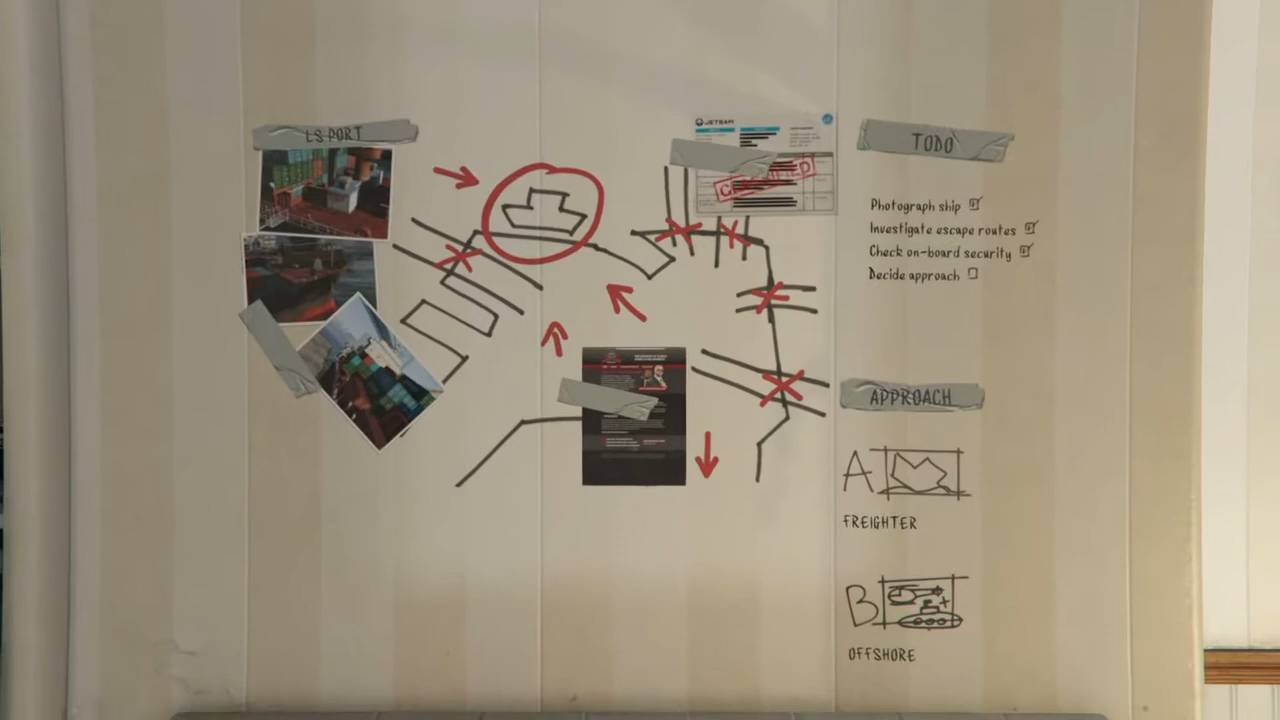 LS PORT
JETSAM
CLASSIFIED
TODO
Photograph ship
Investigate escape routes
Check on-board security
Decide approach
APPROACH
A
FREIGHTER
B
OFFSHORE